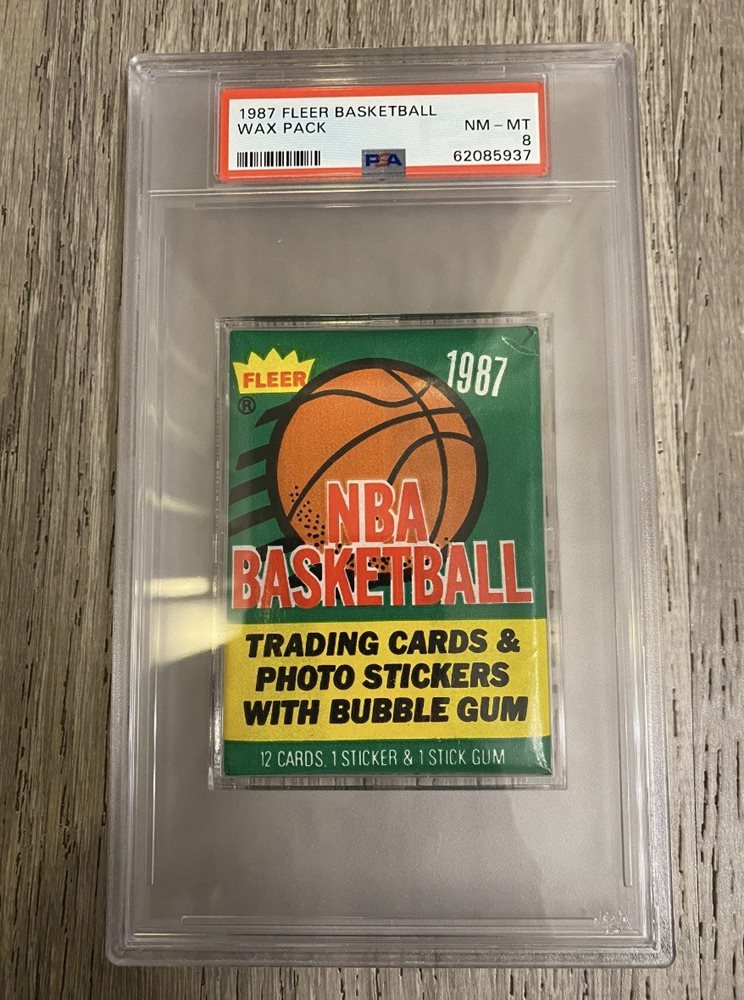 1987 FLEER BASKETBALL
WAX PACK
NM - MT
8
PSA
62085937
FLEER
®
1987
NBA
BASKETBALL
TRADING CARDS &
PHOTO STICKERS
WITH BUBBLE GUM
12 CARDS, 1 STICKER & 1 STICK GUM